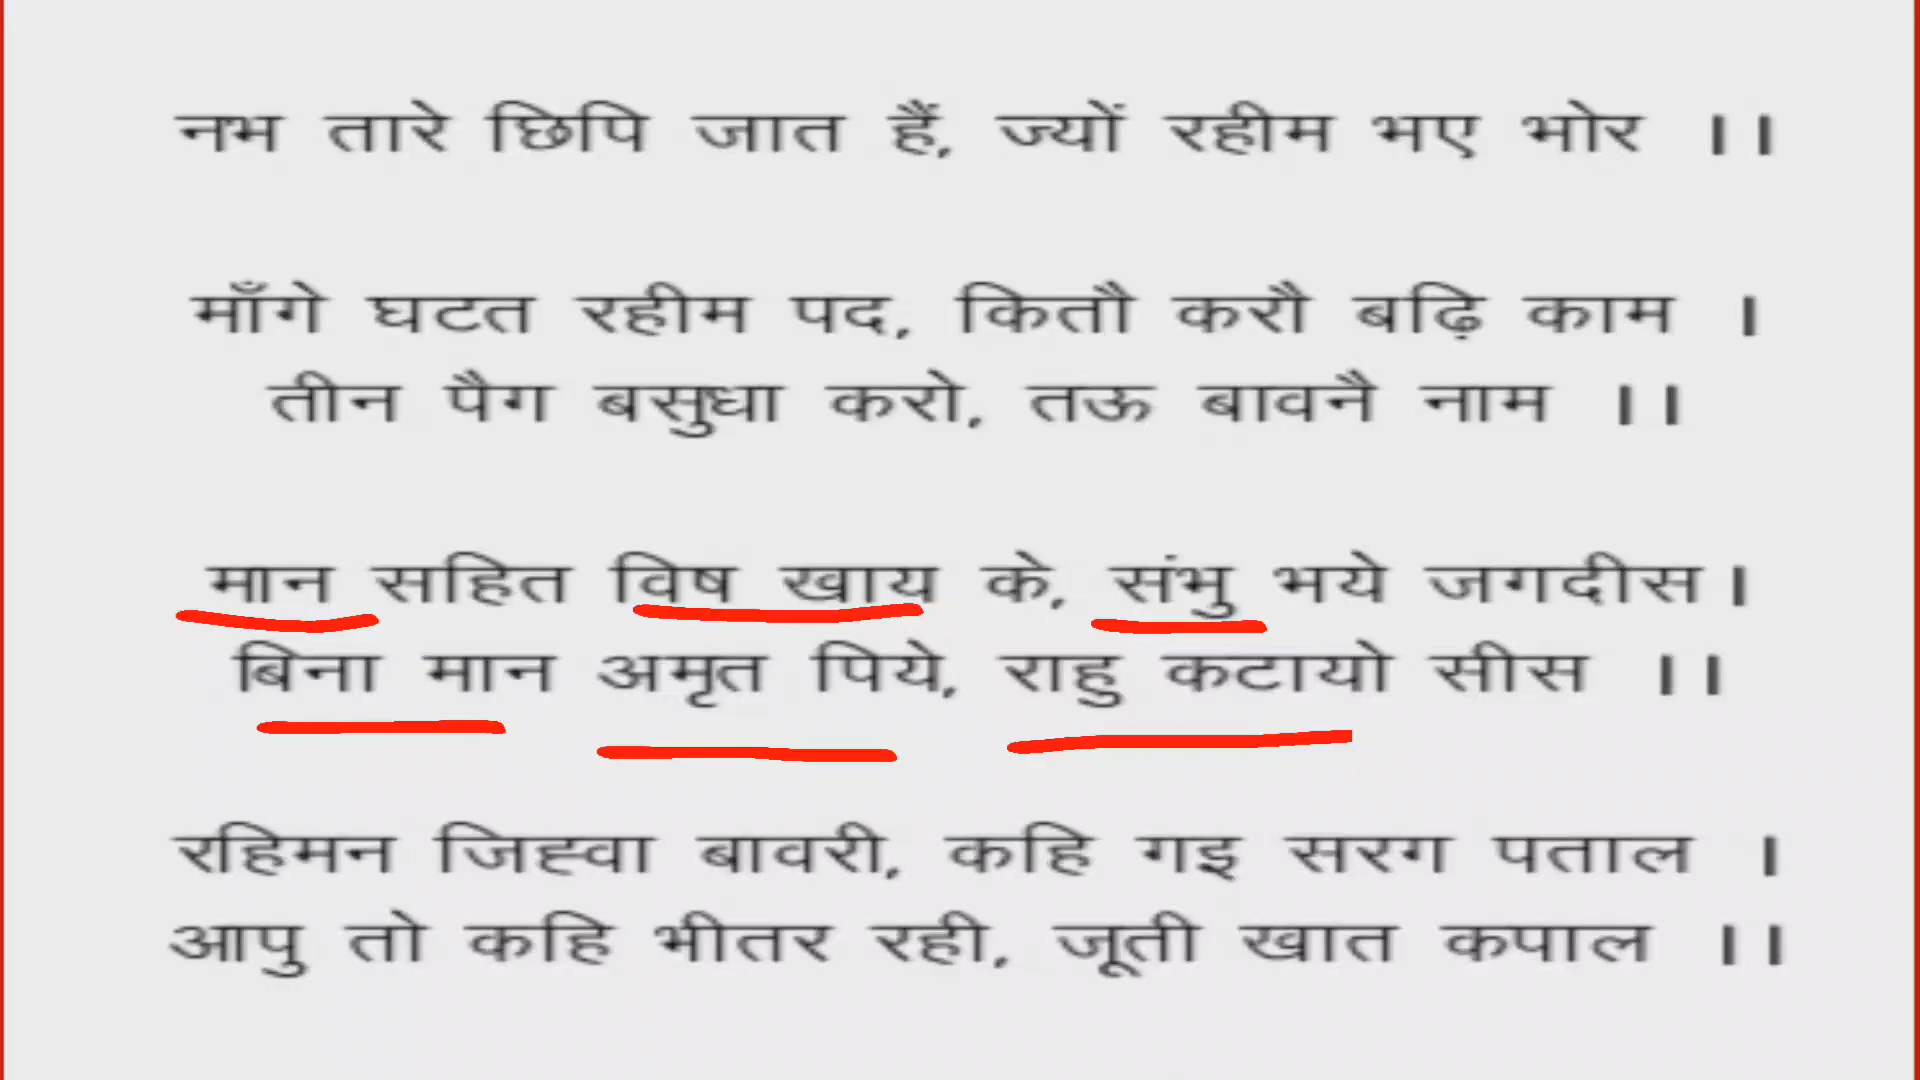 नभ तारे छिपि जात हैं, ज्यों रहीम भए भोर ।।
माँगे घटत रहीम पद, कितौ करौ बढ़ि काम ।
तीन पैग बसुधा करो, तऊ बावनै नाम ।।
मान सहित विष खाय के, संभु भये जगदीस।
बिना मान अमृत पिये, राहु कटायो सीस ।।
रहिमन जिह्वा बावरी, कहि गइ सरग पताल ।
आपु तो कहि भीतर रही, जूती खात कपाल ।।